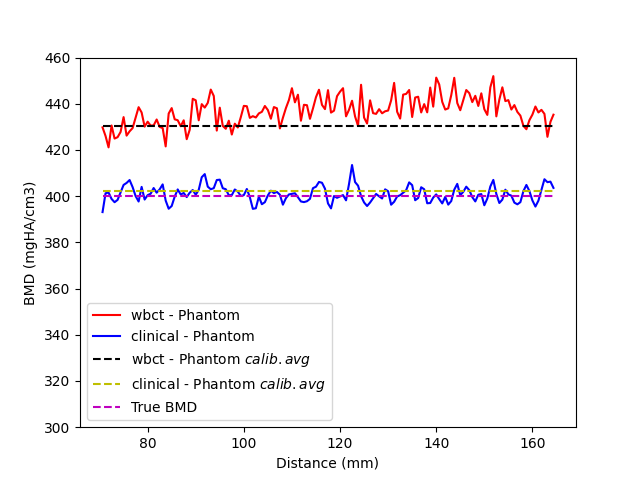 460
440
420
400
380
360
340
320
300
BMD (mgHA/cm3)
wbct - Phantom
clinical - Phantom
wbct - Phantom calib.avg
clinical - Phantom calib.avg
True BMD
80 100 120 140 160
Distance (mm)